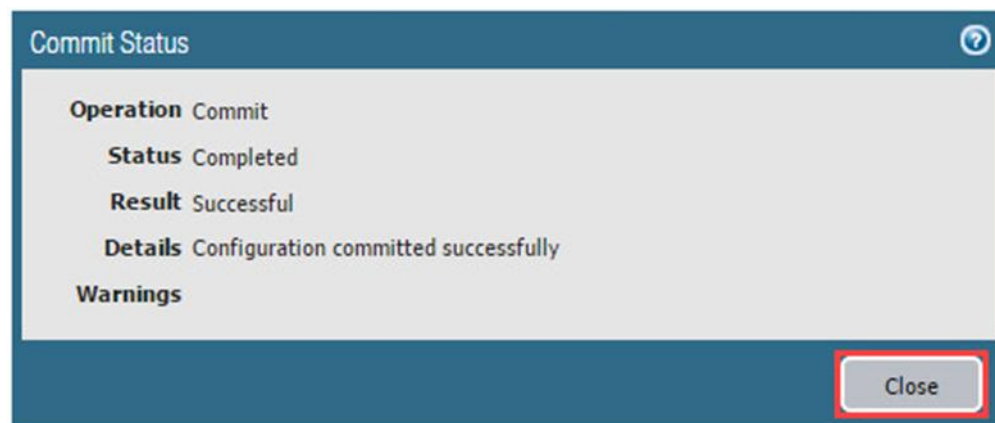 Commit Status
?
Operation Commit
Status Completed
Result Successful
Details Configuration committed successfully
Warnings
Close